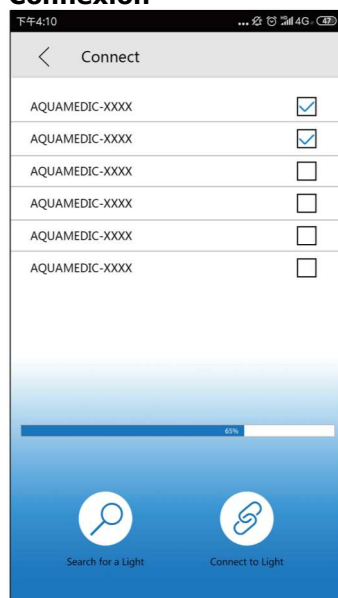 Connexion
下午4:10 ... 4G 47
Connect
AQUAMEDIC-XXXX
AQUAMEDIC-XXXX
AQUAMEDIC-XXXX
AQUAMEDIC-XXXX
AQUAMEDIC-XXXX
AQUAMEDIC-XXXX
65%
Search for a Light Connect to Light